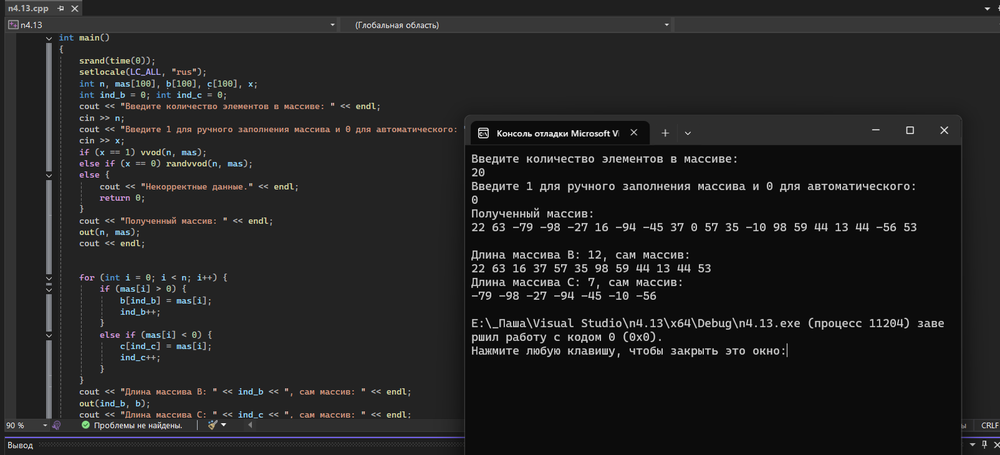 n4.13.cpp
n4.13
(Глобальная область)
int main()
{
srand(time(0));
setlocale(LC_ALL, "rus");
int n, mas[100], b[100], c[100], x;
int ind_b = 0; int ind_c = 0;
cout << "Введите количество элементов в массиве: " << endl;
cin >> n;
cout << "Введите 1 для ручного заполнения массива и 0 для автоматического: "
cin >> x;
if (x == 1) vvod(n, mas);
else if (x == 0) randvvod(n, mas);
else {
cout << "Некорректные данные." << endl;
return 0;
}
cout << "Полученный массив: " << endl;
out(n, mas);
cout << endl;
for (int i = 0; i < n; i++) {
if (mas[i] > 0) {
b[ind_b] = mas[i];
ind_b++;
}
else if (mas[i] < 0) {
c[ind_c] = mas[i];
ind_c++;
}
}
cout << "Длина массива B: " << ind_b << ", сам массив: " << endl;
out(ind_b, b);
cout << "Длина массива C: " << ind_c << ", сам массив: " << endl;
90 %
Проблемы не найдены.
ы
CRLF
Вывод
Консоль отладки Microsoft Vi
Введите количество элементов в массиве:
20
Введите 1 для ручного заполнения массива и 0 для автоматического:
0
Полученный массив:
22 63 -79 -98 -27 16 -94 -45 37 0 57 35 -10 98 59 44 13 44 -56 53
Длина массива B: 12, сам массив:
22 63 16 37 57 35 98 59 44 13 44 53
Длина массива C: 7, сам массив:
-79 -98 -27 -94 -45 -10 -56
E:\_Паша\Visual Studio\n4.13\x64\Debug\n4.13.exe (процесс 11204) заве
ршил работу с кодом 0 (0x0).
Нажмите любую клавишу, чтобы закрыть это окно: